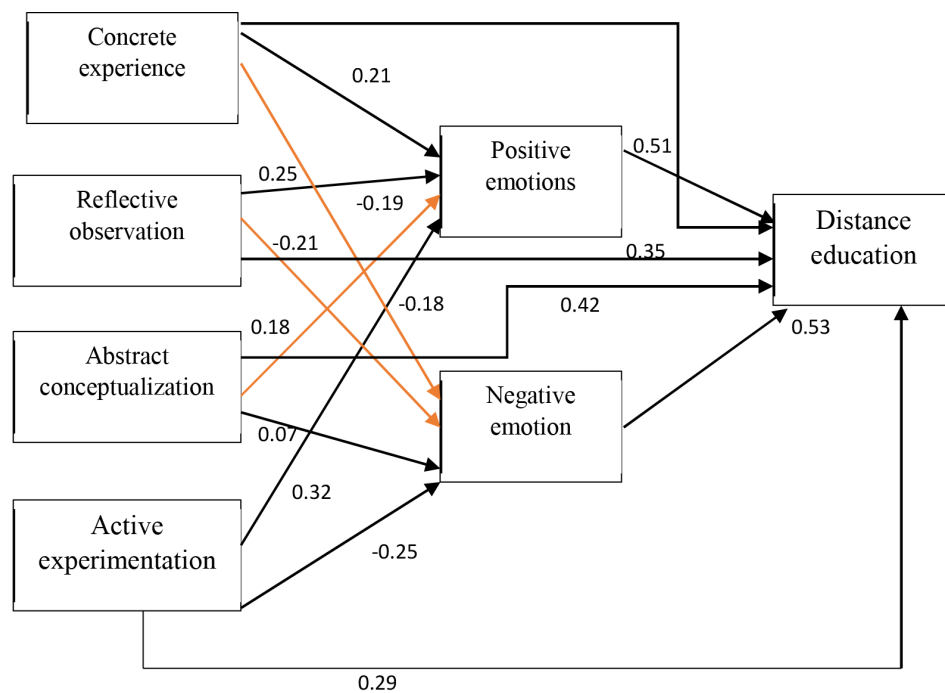 Concrete
experience
0.21
Positive
emotions
0.51
0.25
Reflective
observation
-0.19
Distance
education
-0.21
0.35
-0.18
0.42
0.18
0.53
Abstract
conceptualization
Negative
emotion
0.07
0.32
Active
experimentation
-0.25
0.29